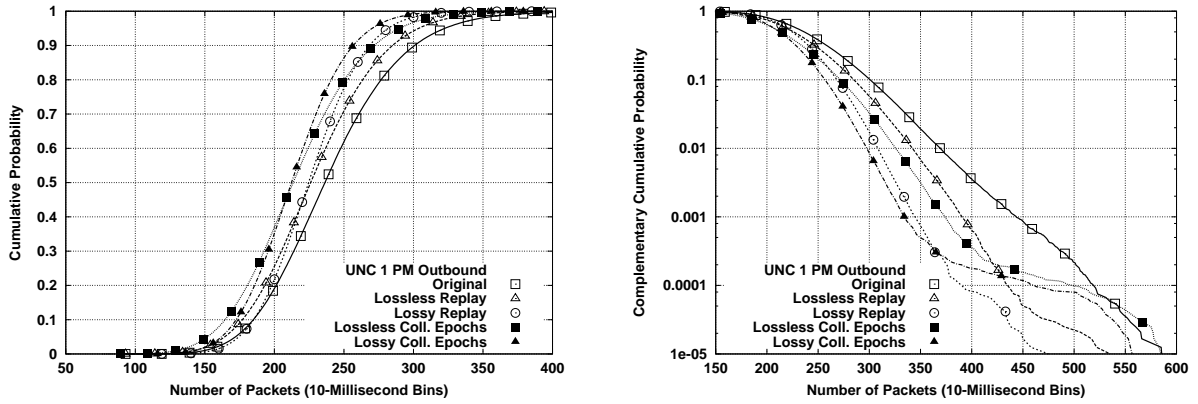 Cumulative Probability
1
0.9
0.8
0.7
0.6
0.5
0.4
0.3
0.2
0.1
0
50 100 150 200 250 300 350 400
Number of Packets (10-Millisecond Bins)
UNC 1 PM Outbound
Original
Lossless Replay
Lossy Replay
Lossless Coll. Epochs
Lossy Coll. Epochs
Complementary Cumulative Probability
1
0.1
0.01
0.001
0.0001
1e-05
150 200 250 300 350 400 450 500 550 600
Number of Packets (10-Millisecond Bins)
UNC 1 PM Outbound
Original
Lossless Replay
Lossy Replay
Lossless Coll. Epochs
Lossy Coll. Epochs